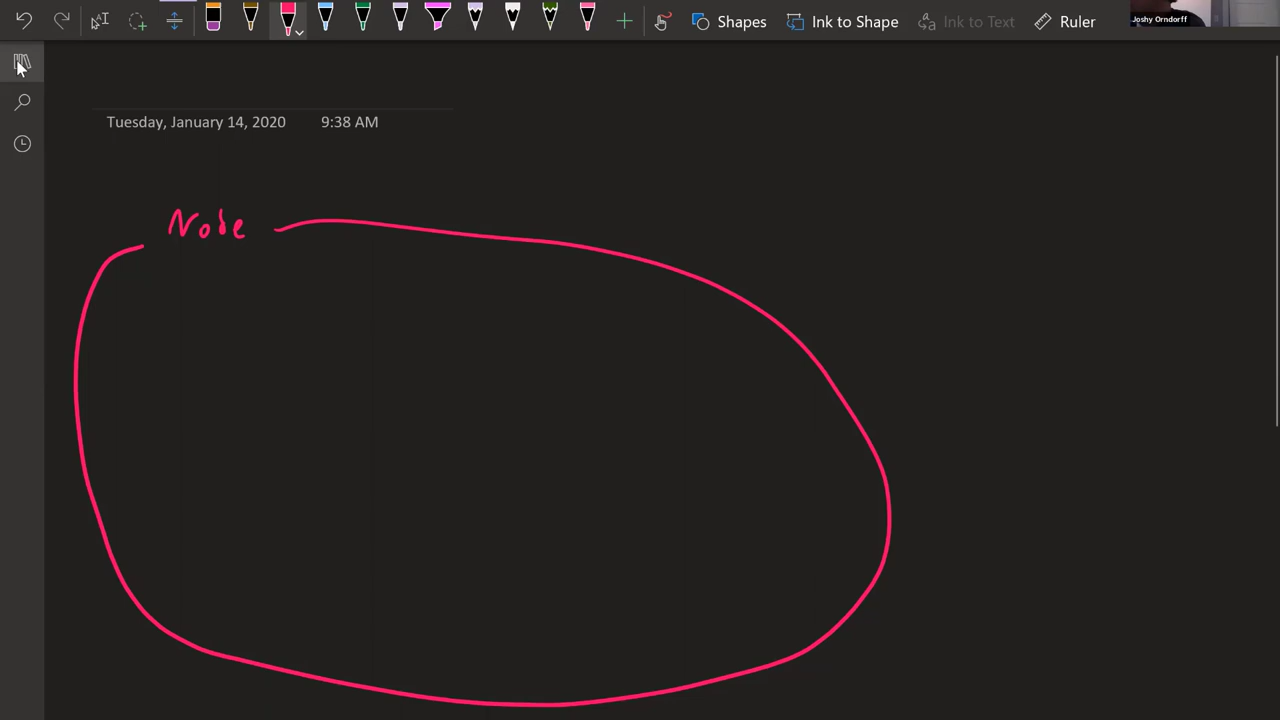 Shapes Ink to Shape Ink to Text Ruler
Joshy Orndorff
Tuesday, January 14, 2020 9:38 AM
Node